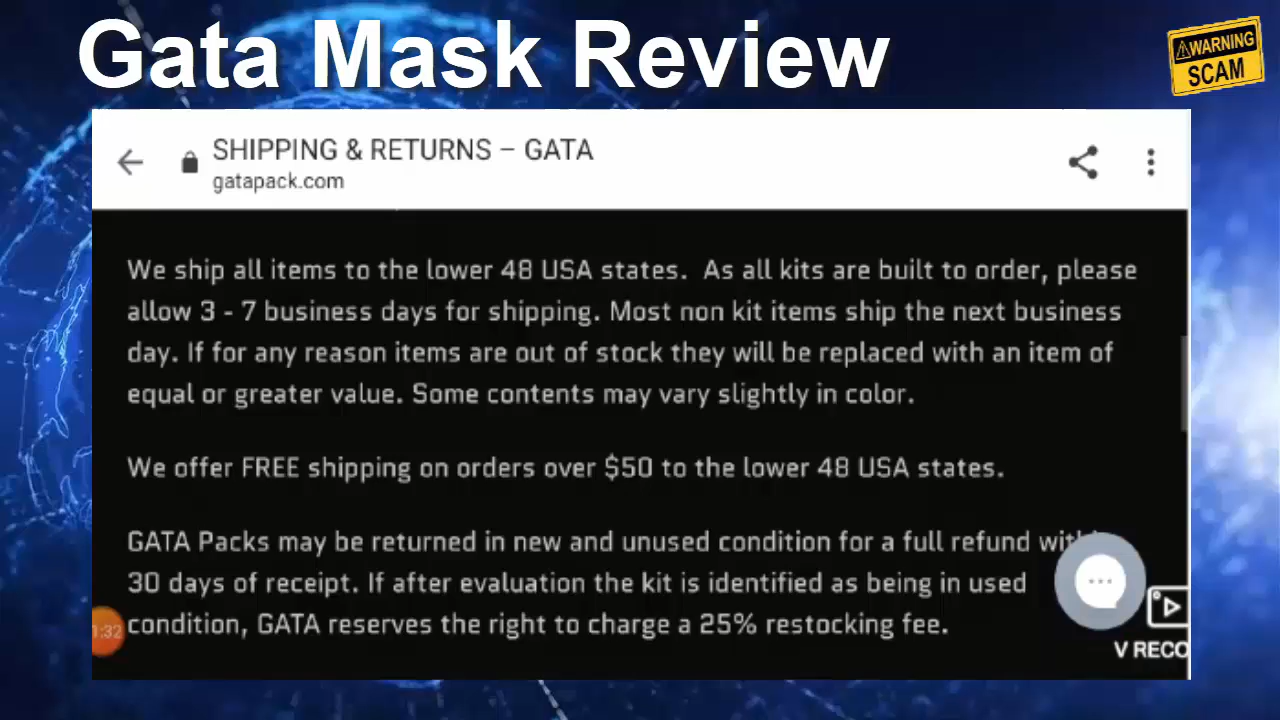 Gata Mask Review
WARNING
SCAM
SHIPPING & RETURNS – GATA
gatapack.com
We ship all items to the lower 48 USA states. As all kits are built to order, please
allow 3 - 7 business days for shipping. Most non kit items ship the next business
day. If for any reason items are out of stock they will be replaced with an item of
equal or greater value. Some contents may vary slightly in color.
We offer FREE shipping on orders over $50 to the lower 48 USA states.
GATA Packs may be returned in new and unused condition for a full refund
30 days of receipt. If after evaluation the kit is identified as being in used
condition, GATA reserves the right to charge a 25% restocking fee.
1:32
V RECO